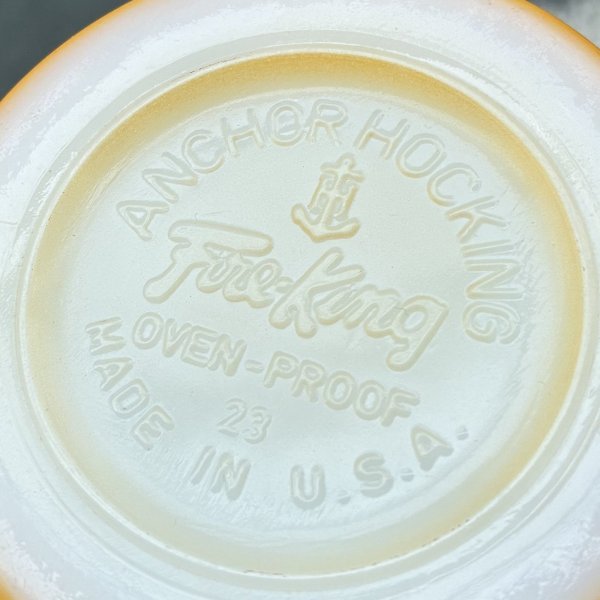 ANCHOR HOCKING
Fire-King
OVEN-PROOF
23
MADE IN U.S.A.